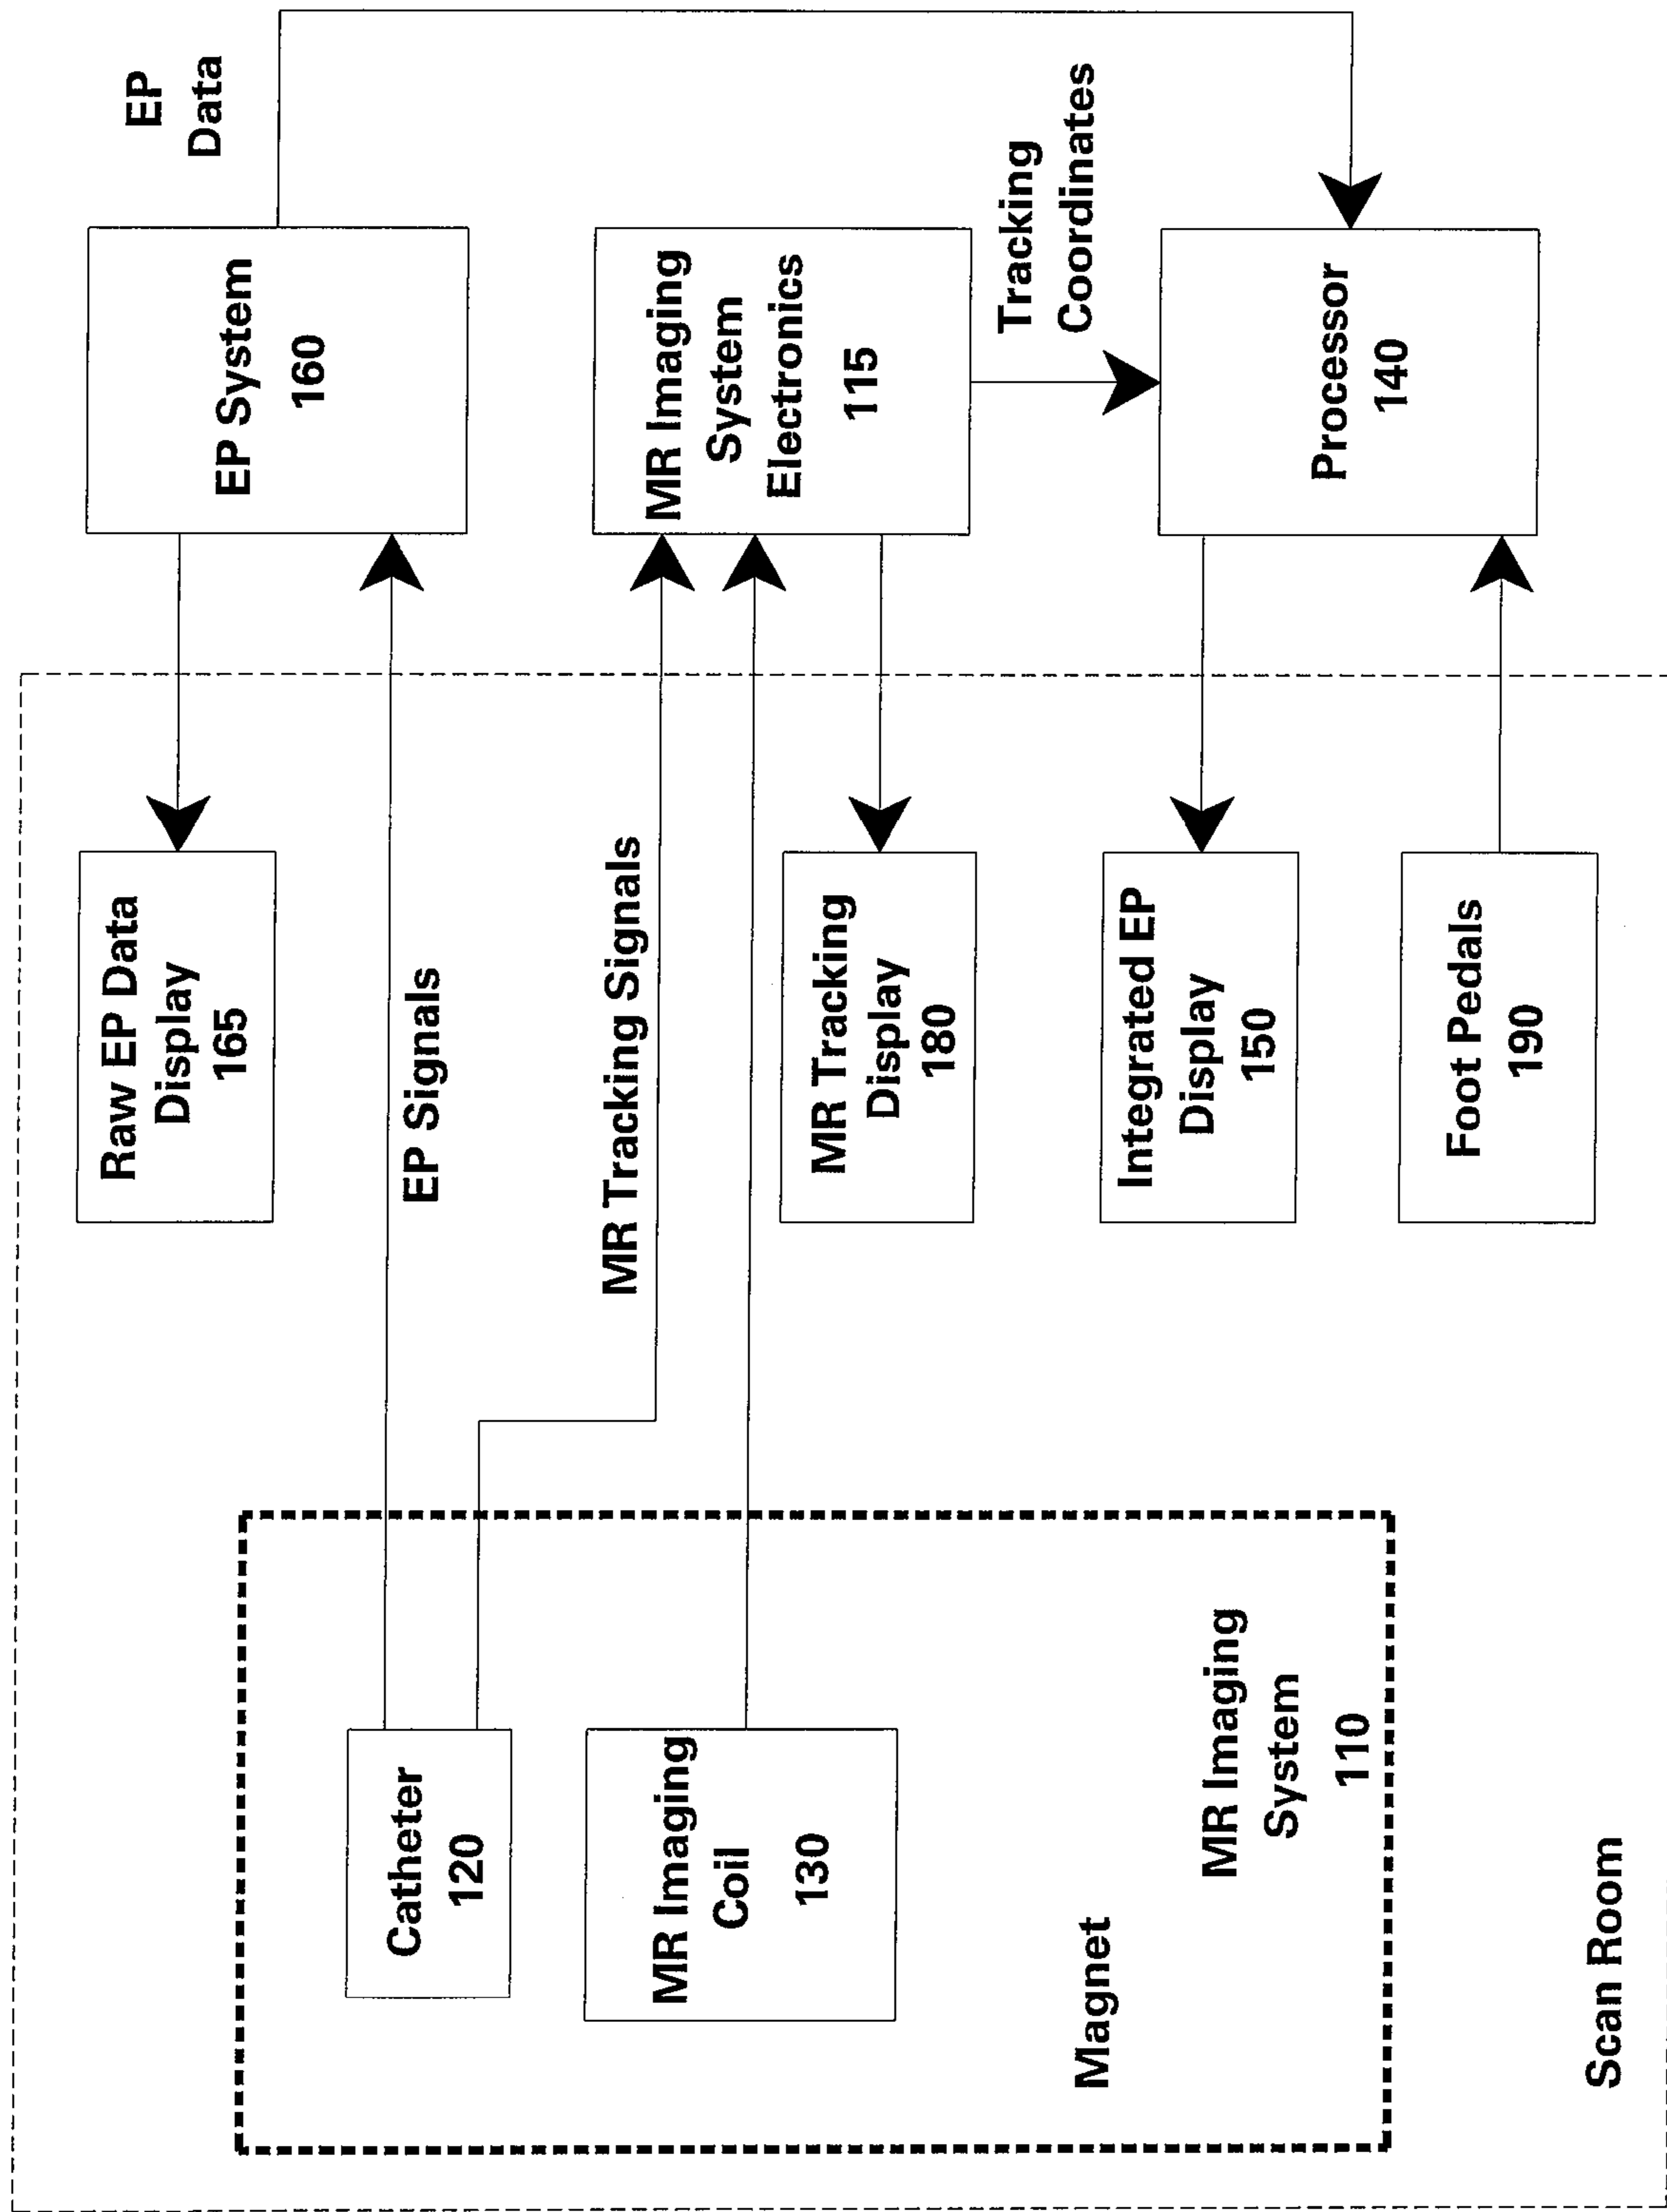 EP
Data
EP System
160
Raw EP Data
Display
165
EP Signals
MR Imaging
System
Electronics
115
MR Tracking Signals
Catheter
120
MR Imaging
Coil
130
Tracking
Coordinates
MR Tracking
Display
180
Processor
140
Integrated EP
Display
150
Foot Pedals
190
Magnet
MR Imaging
System
110
Scan Room